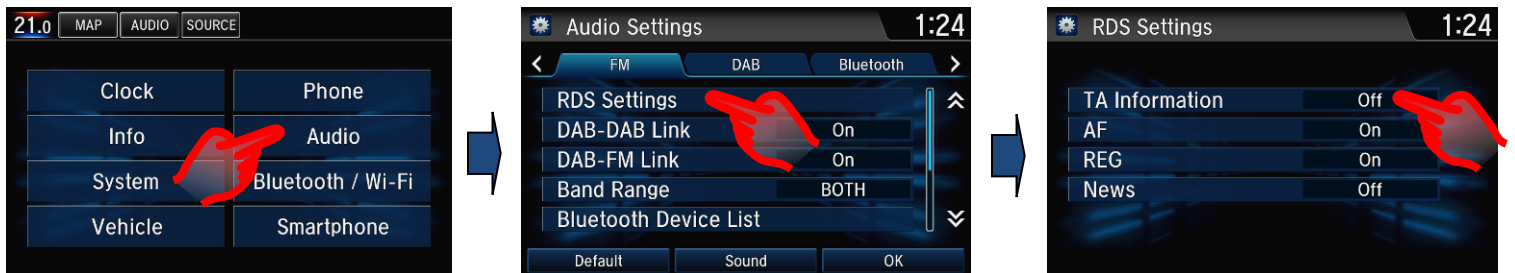 21.0 MAP AUDIO SOURCE
Clock Phone
Info Audio
System Bluetooth / Wi-Fi
Vehicle Smartphone
Audio Settings 1:24
FM DAB Bluetooth
RDS Settings
DAB-DAB Link On
DAB-FM Link On
Band Range BOTH
Bluetooth Device List
Default Sound OK
RDS Settings 1:24
TA Information Off
AF On
REG On
News Off